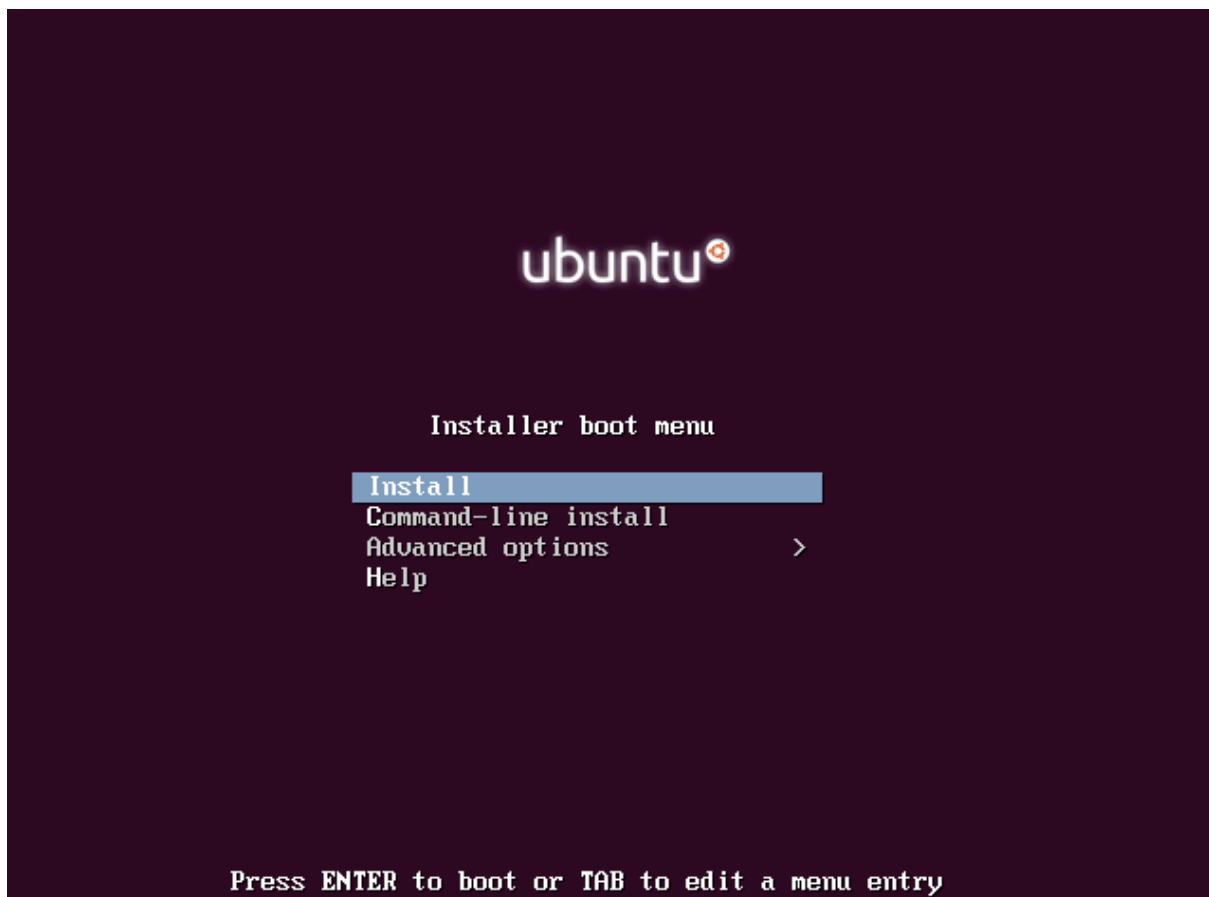 ubuntu
Installer boot menu
Install
Command-line install
Advanced options >
Help
Press ENTER to boot or TAB to edit a menu entry